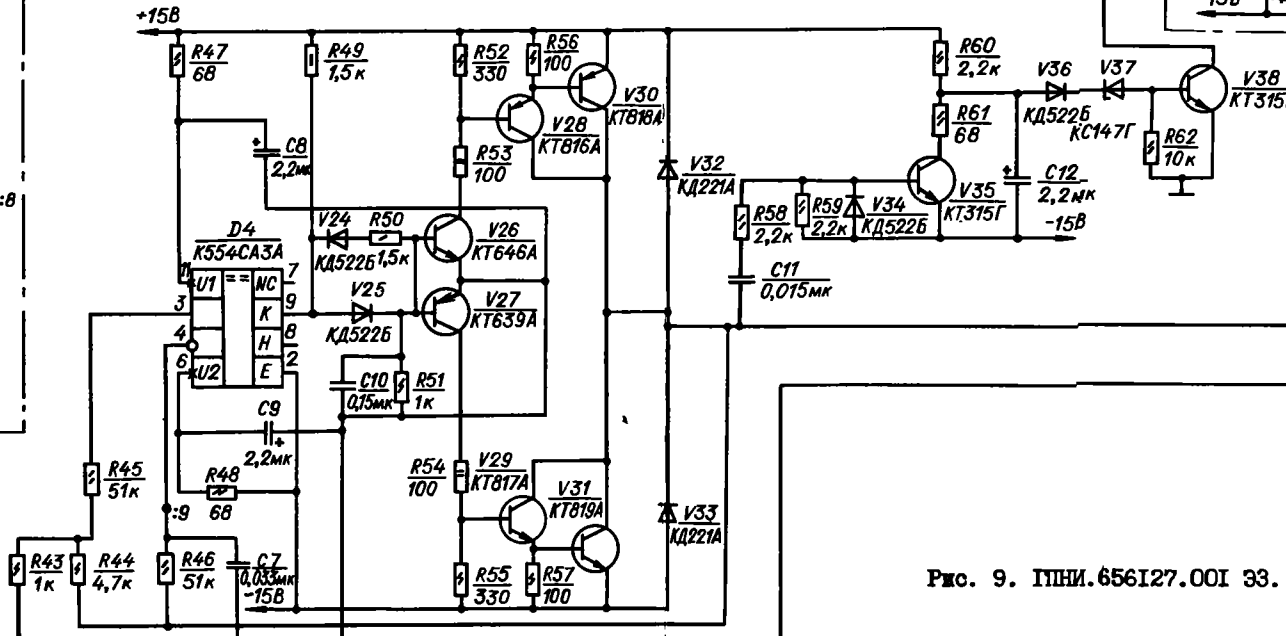 +15В
15В
R47
68
R49
1,5к
R52
330
R56
100
V30
КТ818А
V28
КТ816А
R53
100
C8
+
2,2мк
R60
2,2к
V36
КД522Б
V37
КС147Г
V38
КТ315
R61
68
R62
10к
V32
КД221А
V35
КТ315Г
C12
+
2,2мк
-15В
R58
2,2к
R59
2,2к
V34
КД522Б
C11
0,015мк
:8
D4
К554СА3А
11
U1
==
NC
7
3
K
9
4
H
8
6
U2
E
2
V24
КД522Б
R50
1,5к
V26
КТ646А
V25
КД522Б
V27
КТ639А
C10
0,15мк
R51
1к
C9
+
2,2мк
R48
68
R45
51к
:9
R54
100
V29
КТ817А
V31
КТ819А
V33
КД221А
R43
1к
R44
4,7к
R46
51к
C7
0,033мк
-15В
R55
330
R57
100
Рис. 9. ГПНИ.656127.001 Э3.